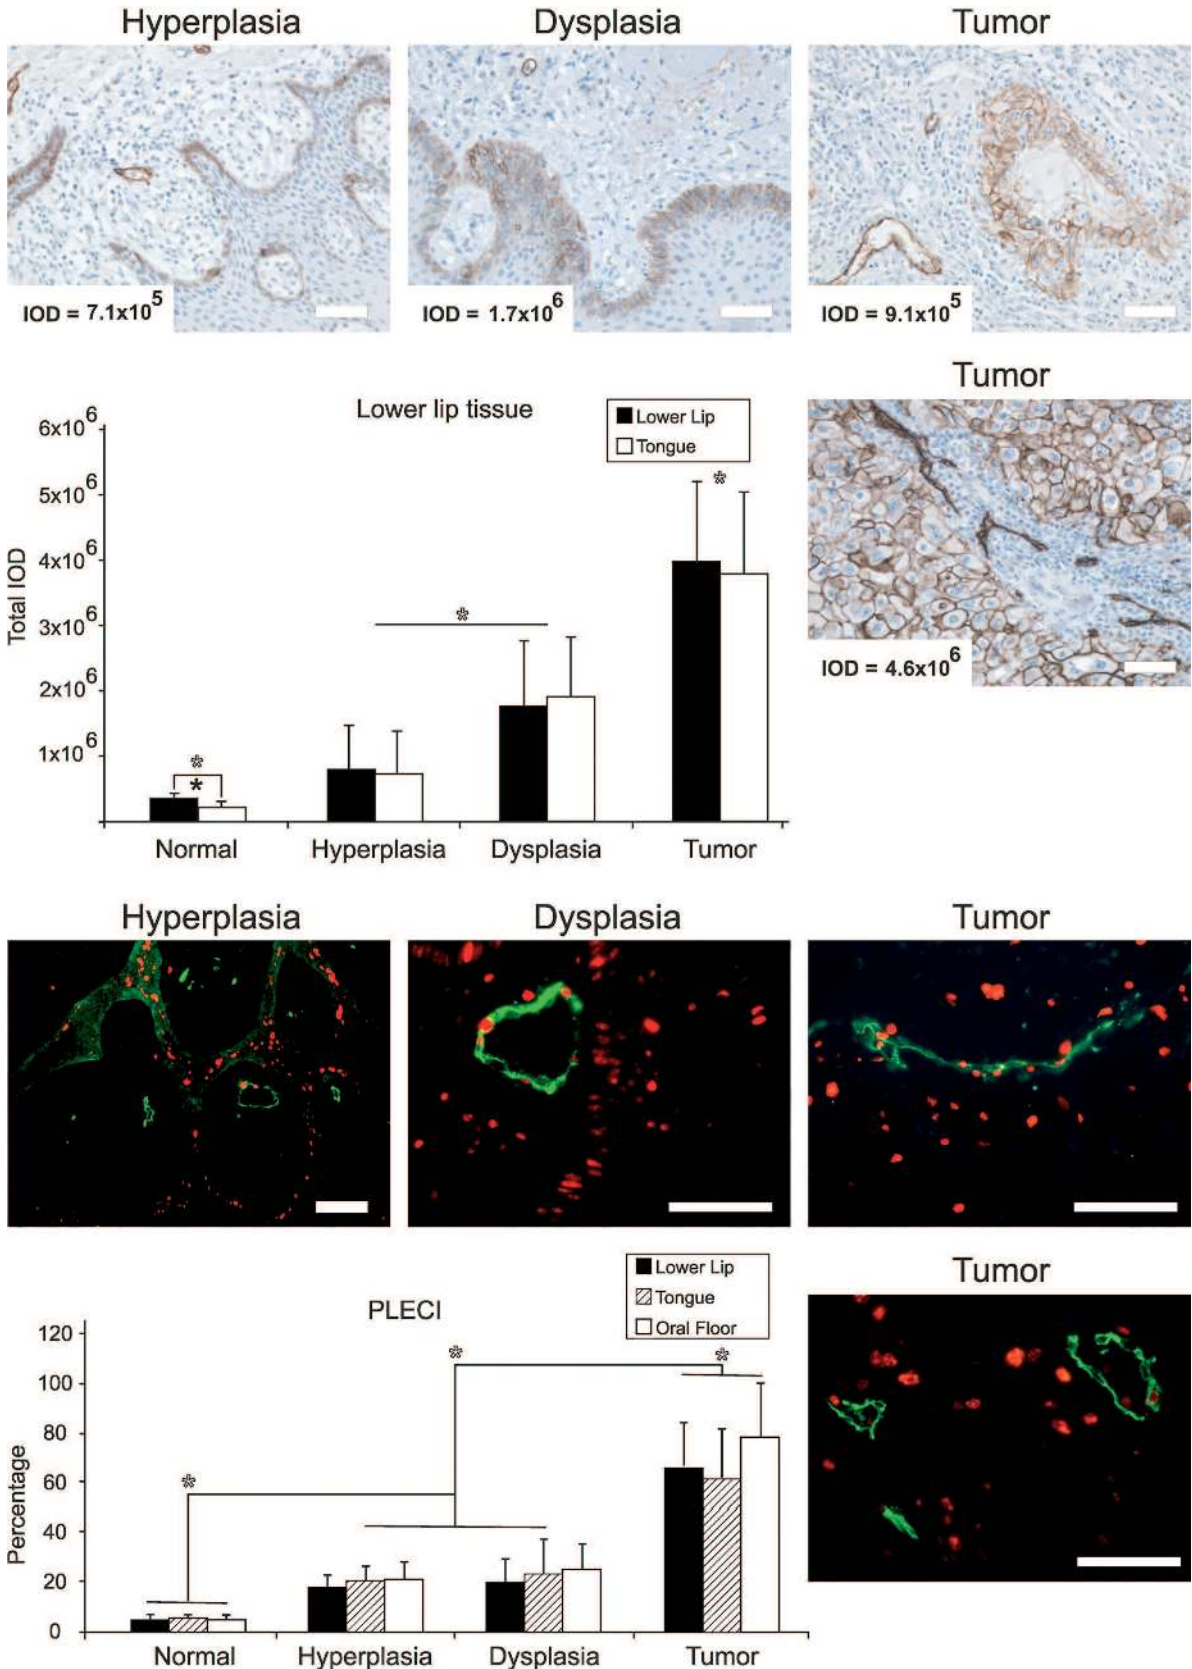 Hyperplasia Dysplasia Tumor
IOD = 7.1x10^5 IOD = 1.7x10^6 IOD = 9.1x10^5
Tumor
IOD = 4.6x10^6
Lower lip tissue
Lower Lip
Tongue
Total IOD
6x10^6
5x10^6
4x10^6
3x10^6
2x10^6
1x10^6
*
*
*
*
Normal Hyperplasia Dysplasia Tumor
Hyperplasia Dysplasia Tumor
Tumor
PLECI
Lower Lip
Tongue
Oral Floor
Percentage
120
100
80
60
40
20
0
* *
*
Normal Hyperplasia Dysplasia Tumor